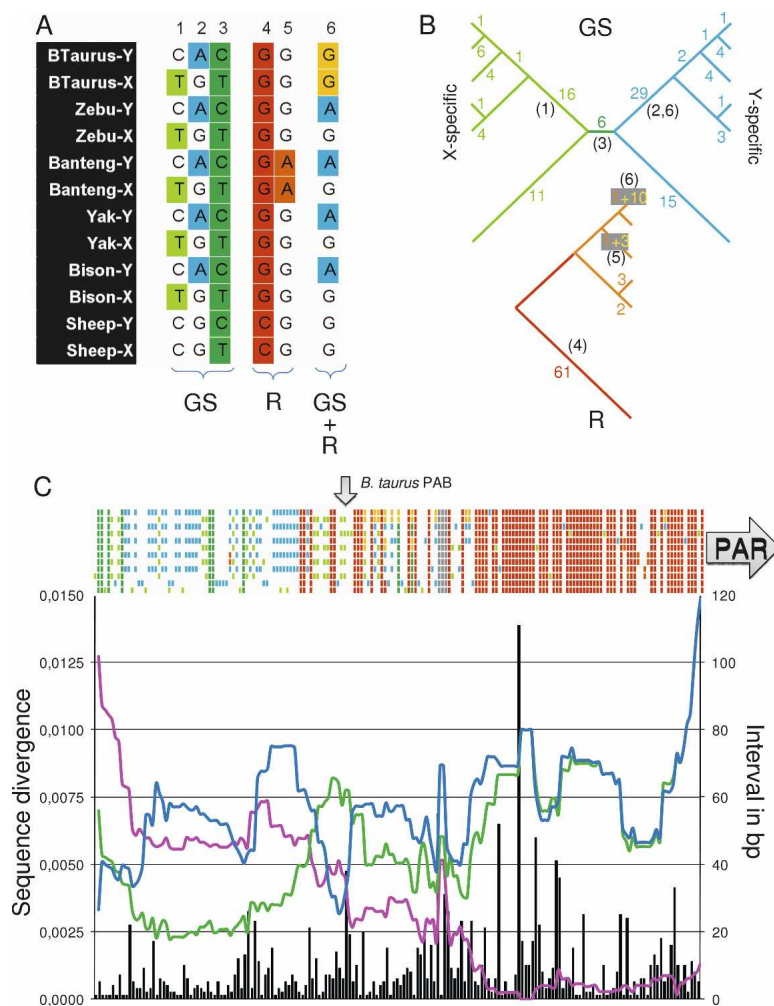 A
1 2 3 4 5 6
BTaurus-Y C A C G G G
BTaurus-X T G T G G G
Zebu-Y C A C G G A
Zebu-X T G T G G G
Banteng-Y C A C G A A
Banteng-X T G T G A G
Yak-Y C A C G G A
Yak-X T G T G G G
Bison-Y C A C G G A
Bison-X T G T G G G
Sheep-Y C G C G G G
Sheep-X C G T C G G
GS R GS + R
B
GS
X-specific
Y-specific
1
6
4
1
1
4
16
(1)
11
6
(3)
29
(2,6)
2
1
4
4
1
3
15
(6)
+10
+3
(5)
3
2
(4)
61
R
C
B. taurus PAB
PAR
0,0150
0,0125
0,0100
0,0075
0,0050
0,0025
0.0000
Sequence divergence
120
100
80
60
40
20
0
Interval in bp